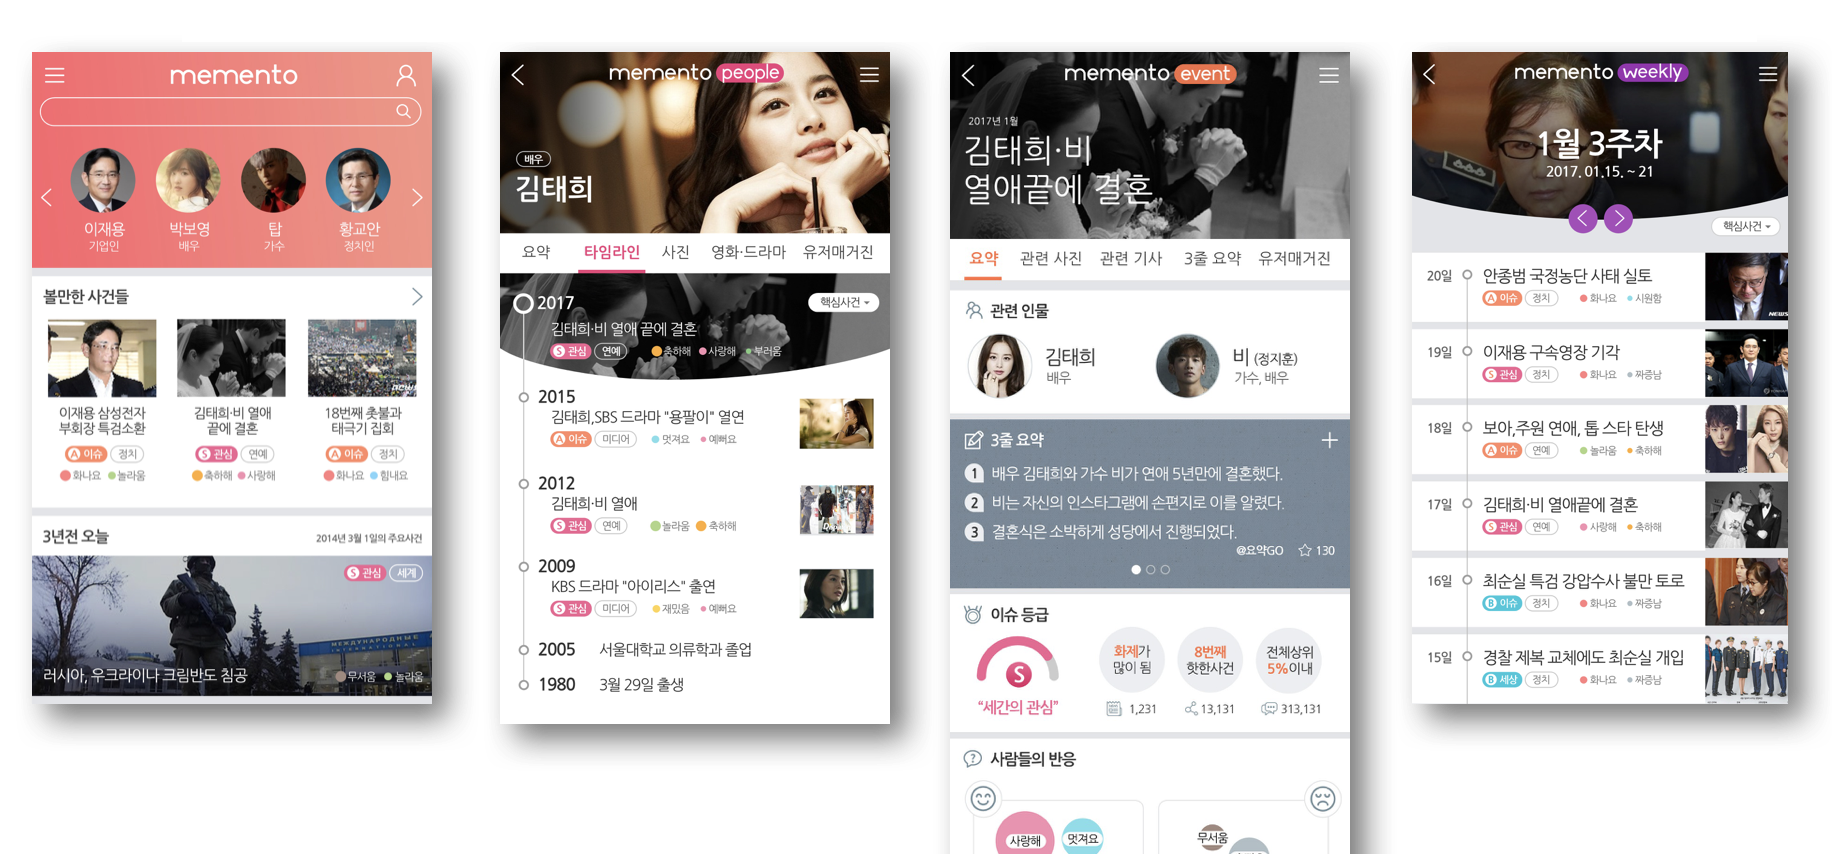 memento
이재용
기업인
박보영
배우
탑
가수
황교안
정치인
볼만한 사건들
이재용 삼성전자
부회장 특검소환
A 이슈 정치
화나요 놀라움
김태희·비 열애
끝에 결혼
S 관심 연예
축하해 사랑해
18번째 촛불과
태극기 집회
A 이슈 정치
화나요 힘내요
3년전 오늘
2014년 3월 1일의 주요사건
S 관심 세계
МЕЖДУНАРОДНЫЕ
INTERNATIONAL
러시아, 우크라이나 크림반도 침공
무서움 놀라움
memento people
배우
김태희
요약 타임라인 사진 영화·드라마 유저매거진
2017
핵심사건
김태희·비 열애 끝에 결혼
S 관심 연예 축하해 사랑해 부러움
2015
김태희,SBS 드라마 "용팔이" 열연
A 이슈 미디어 멋져요 예뻐요
2012
김태희·비 열애
S 관심 연예 놀라움 축하해
2009
KBS 드라마 "아이리스" 출연
S 관심 미디어 재밌음 예뻐요
2005 서울대학교 의류학과 졸업
1980 3월 29일 출생
memento event
2017년 1월
김태희·비
열애끝에 결혼
요약 관련 사진 관련 기사 3줄 요약 유저매거진
관련 인물
김태희
배우
비 (정지훈)
가수, 배우
3줄 요약
1 배우 김태희와 가수 비가 연애 5년만에 결혼했다.
2 비는 자신의 인스타그램에 손편지로 이를 알렸다.
3 결혼식은 소박하게 성당에서 진행되었다.
@요약GO 130
이슈 등급
S
"세간의 관심"
화제가
많이 됨
1,231
8번째
핫한사건
13,131
전체상위
5%이내
313,131
사람들의 반응
사랑해 멋져요
무서움
memento weekly
1월 3주차
2017. 01.15. ~ 21
핵심사건
20일 안종범 국정농단 사태 실토
A 이슈 정치 화나요 시원함
NEWS
19일 이재용 구속영장 기각
S 관심 정치 화나요 짜증남
18일 보아,주원 연애, 톱 스타 탄생
A 이슈 연예 놀라움 축하해
17일 김태희·비 열애끝에 결혼
S 관심 연예 사랑해 축하해
16일 최순실 특검 강압수사 불만 토로
B 이슈 정치 화나요 짜증남
15일 경찰 제복 교체에도 최순실 개입
B 세상 정치 화나요 짜증남